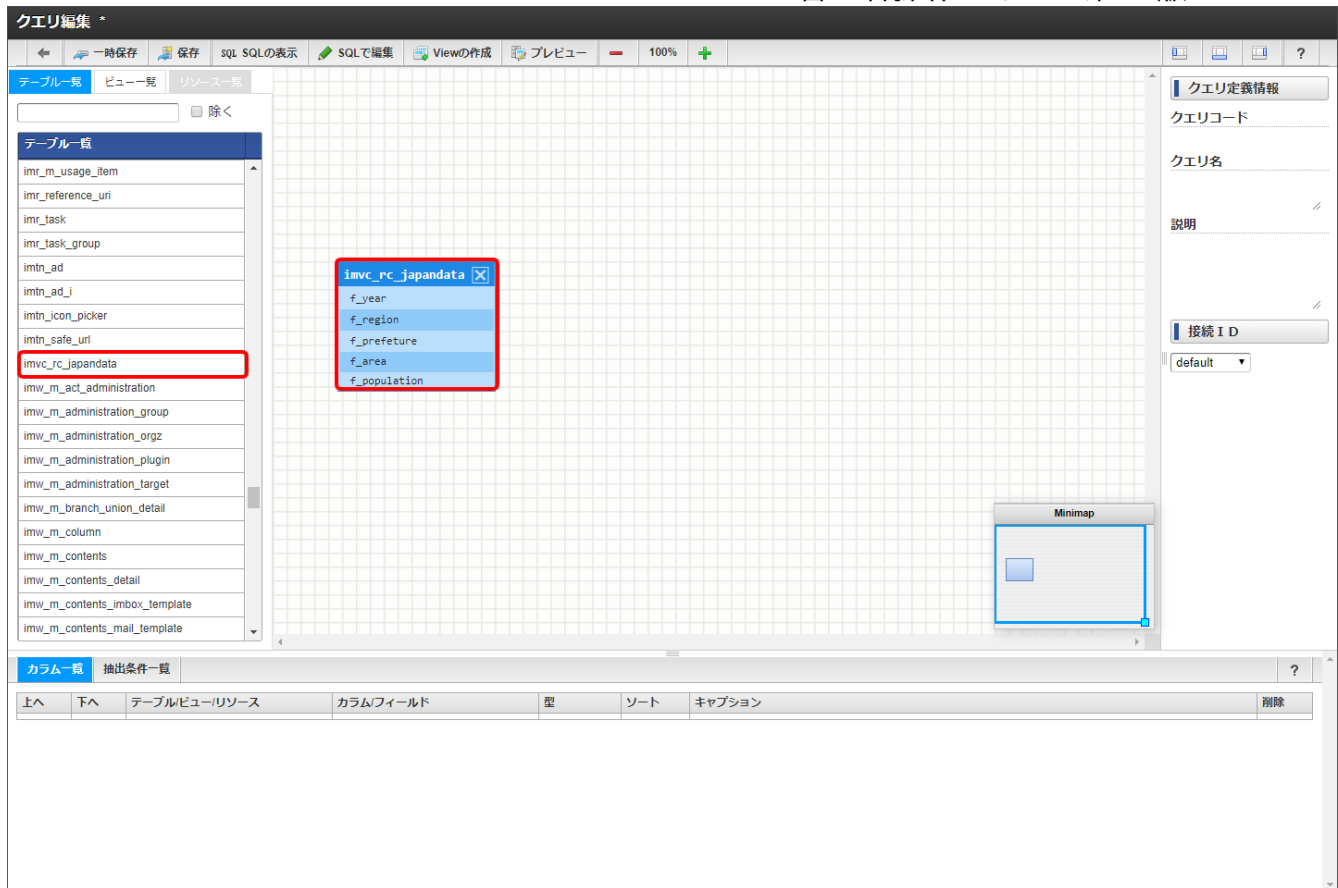 クエリ編集 *
一時保存 保存 SQL SQLの表示 SQLで編集 Viewの作成 プレビュー 100% ?
テーブル一覧 ビュー一覧 リソース一覧
除く
テーブル一覧
imr_m_usage_item
imr_reference_uri
imr_task
imr_task_group
imtn_ad
imtn_ad_i
imtn_icon_picker
imtn_safe_url
imvc_rc_japandata
imw_m_act_administration
imw_m_administration_group
imw_m_administration_orgz
imw_m_administration_plugin
imw_m_administration_target
imw_m_branch_union_detail
imw_m_column
imw_m_contents
imw_m_contents_detail
imw_m_contents_imbox_template
imw_m_contents_mail_template
imvc_rc_japandata
f_year
f_region
f_prefeture
f_area
f_population
Minimap
クエリ定義情報
クエリコード
クエリ名
説明
接続ID
default
カラム一覧 抽出条件一覧 ?
上へ 下へ テーブル/ビュー/リソース カラム/フィールド 型 ソート キャプション 削除